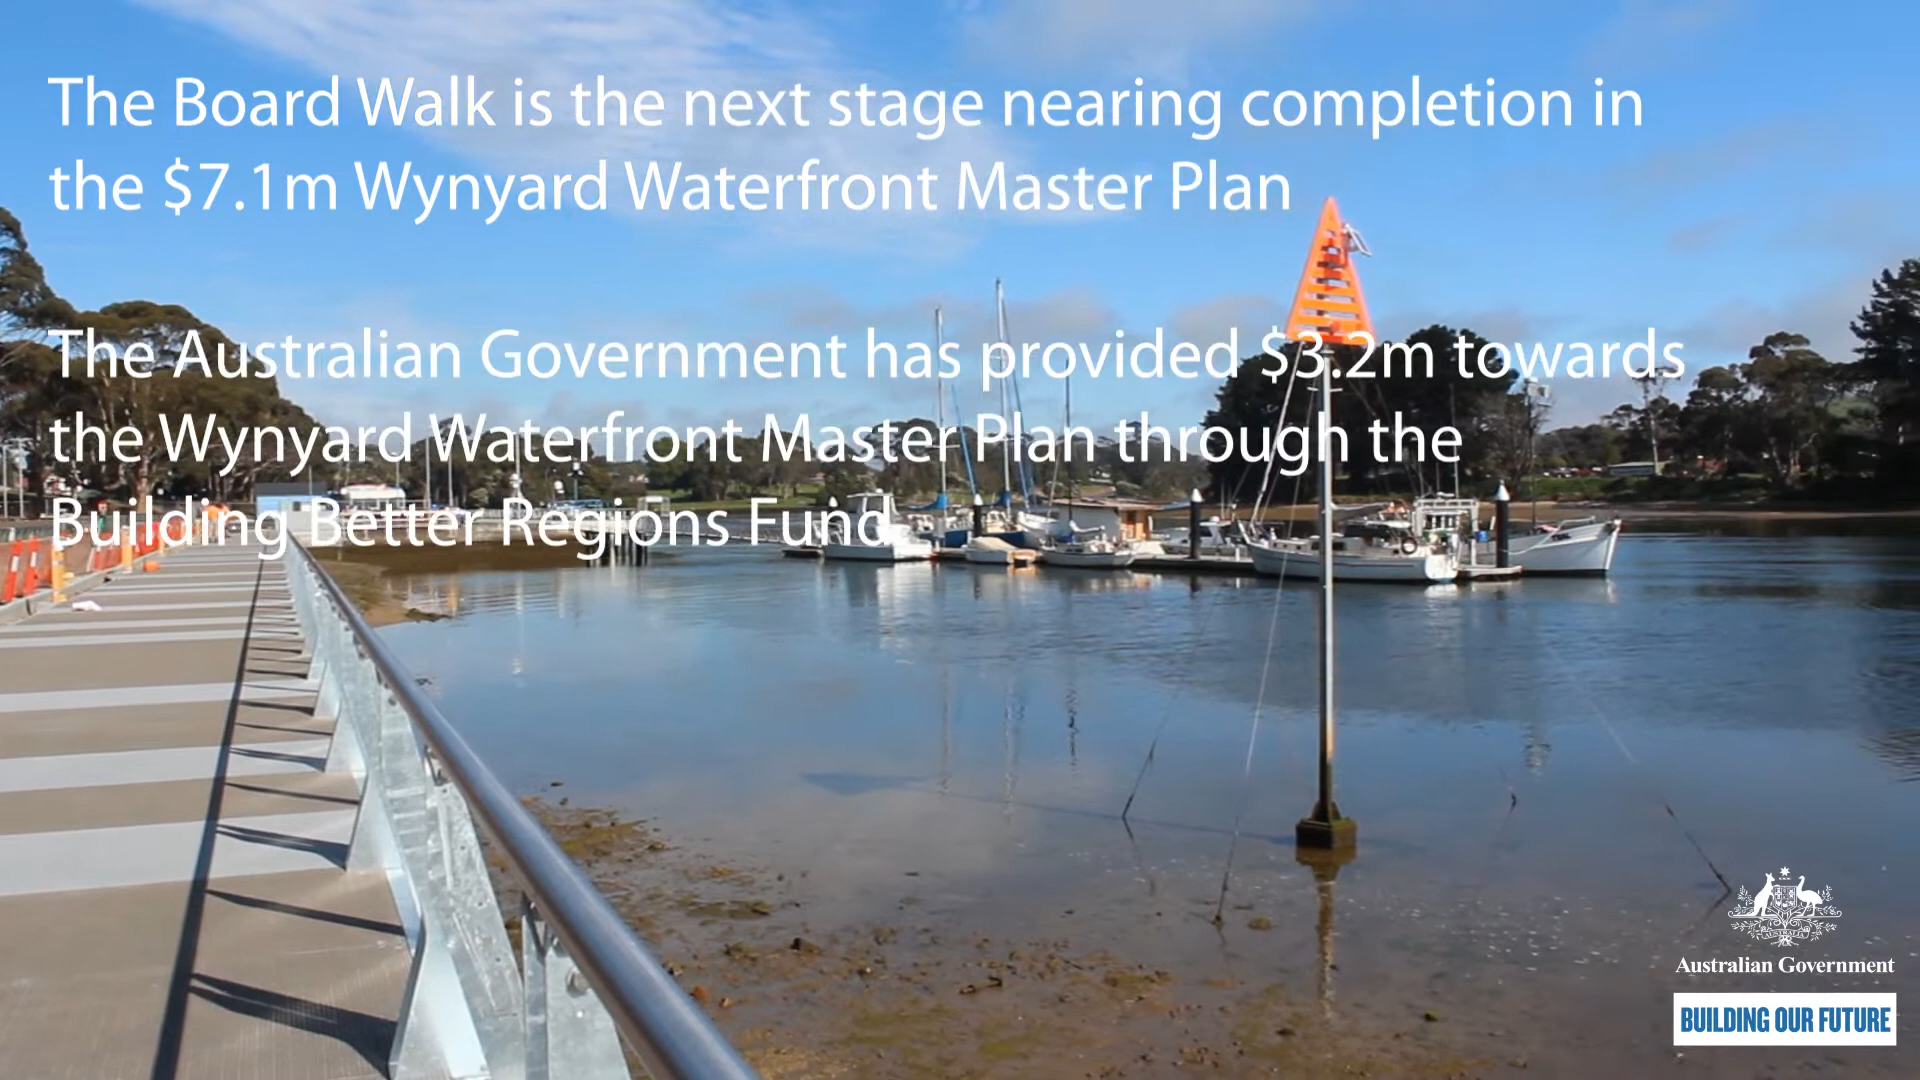 The Board Walk is the next stage nearing completion in
the $7.1m Wynyard Waterfront Master Plan
The Australian Government has provided $3.2m towards
the Wynyard Waterfront Master Plan through the
Building Better Regions Fund.
Australian Government
BUILDING OUR FUTURE